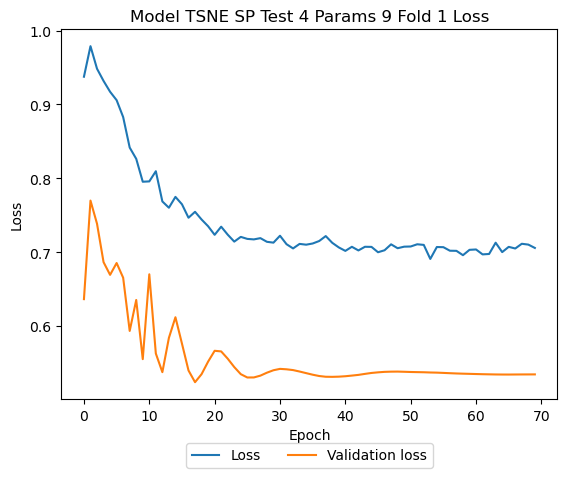 Model TSNE SP Test 4 Params 9 Fold 1 Loss
1.0
0.9
0.8
0.7
0.6
Loss
0 10 20 30 40 50 60 70
Epoch
Loss Validation loss